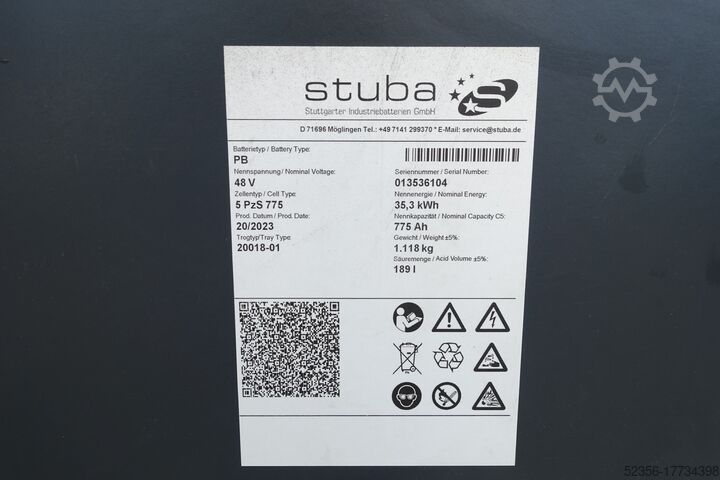 stuba
Stuttgarter Industriebatterien GmbH
D 71696 Möglingen Tel.: +49 7141 299370 * E-Mail: service@stuba.de
Batterietyp / Battery Type:
PB
Nennspannung / Nominal Voltage:
48 V
Zellentyp / Cell Type:
5 PzS 775
Prod. Datum / Prod. Date:
20/2023
Trogtyp/Tray Type:
20018-01
Seriennummer / Serial Number:
013536104
Nennenergie / Nominal Energy:
35,3 kWh
Nennkapazität / Nominal Capacity C5:
775 Ah
Gewicht / Weight ±5%:
1.118 kg
Säuremenge / Acid Volume ±5%:
189 l
Pb
52356-17734398